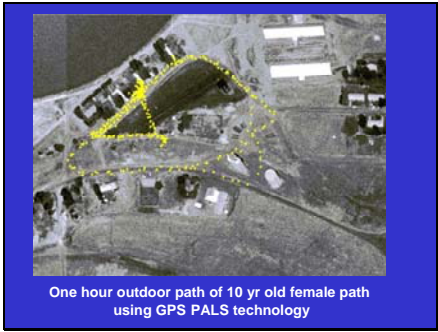 One hour outdoor path of 10 yr old female path
using GPS PALS technology